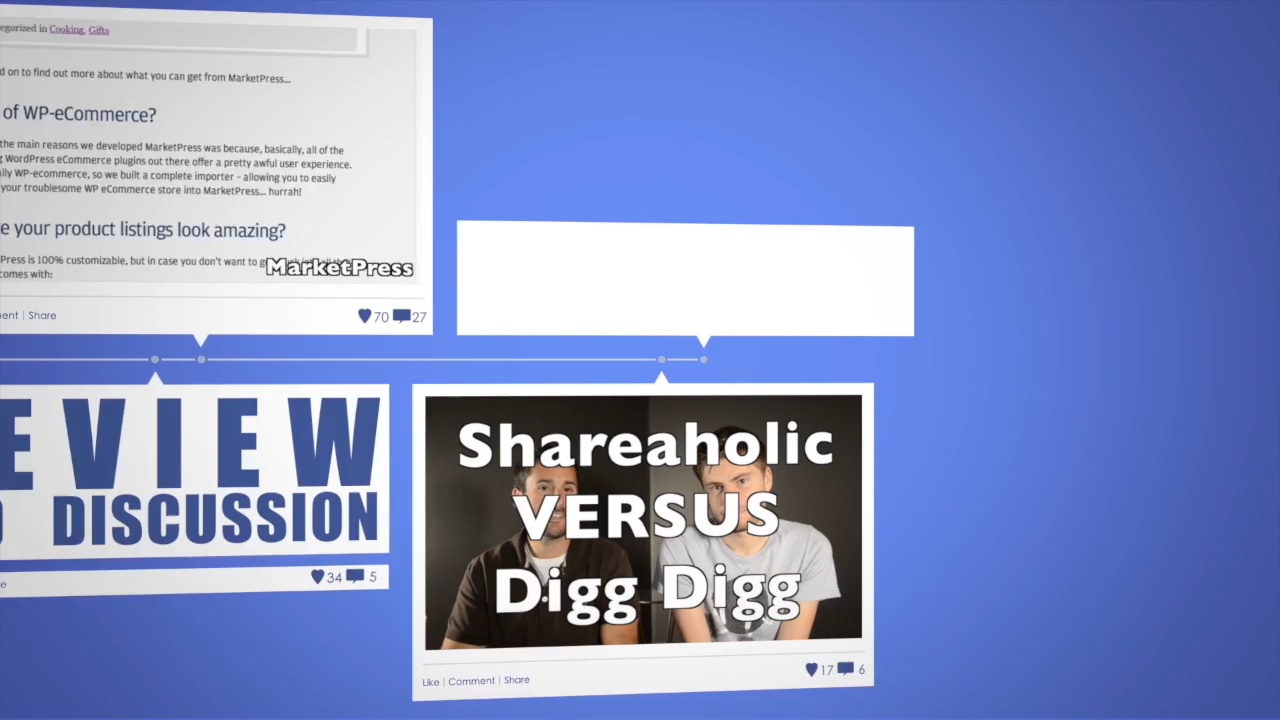 egorized in Cooking, Gifts
d on to find out more about what you can get from MarketPress...
of WP-eCommerce?
the main reasons we developed MarketPress was because, basically, all of the
WordPress eCommerce plugins out there offer a pretty awful user experience.
lly WP-ecommerce, so we built a complete importer - allowing you to easily
your troublesome WP eCommerce store into MarketPress... hurrah!
e your product listings look amazing?
Press is 100% customizable, but in case you don't want to
MarketPress
comes with:
ent | Share
70 27
EVIEW
DISCUSSION
e
34 5
Shareaholic
VERSUS
Digg Digg
Like | Comment | Share
17 6